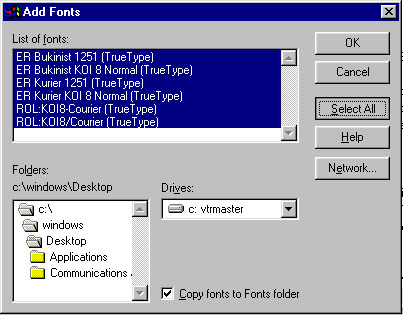 Add Fonts
List of fonts:
ER Bukinist 1251 (TrueType)
ER Bukinist KOI 8 Normal (TrueType)
ER Kurier 1251 (TrueType)
ER Kurier KOI 8 Normal (TrueType)
ROL:KOI8-Courier (TrueType)
ROL:KOI8/Courier (TrueType)
OK
Cancel
Select All
Help
Network...
Folders:
c:\windows\Desktop
c:\
windows
Desktop
Applications
Communications
Drives:
c: vtrmaster
Copy fonts to Fonts folder